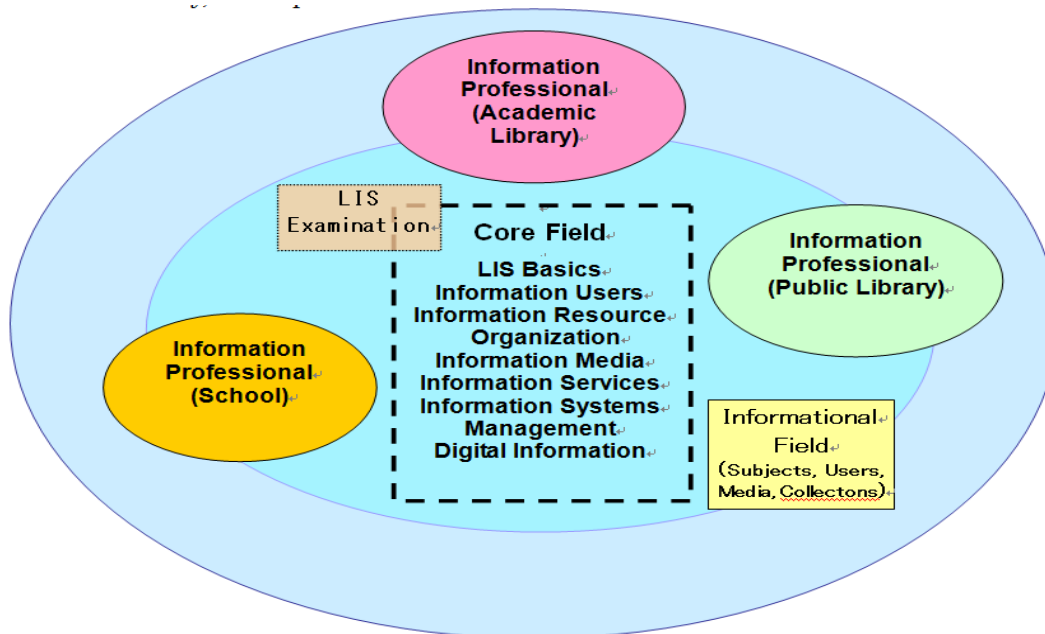 Information
Professional
(Academic
Library)
LIS
Examination
Core Field
LIS Basics
Information Users
Information Resource
Organization
Information Media
Information Services
Information Systems
Management
Digital Information
Information
Professional
(Public Library)
Information
Professional
(School)
Informational
Field
(Subjects, Users,
Media, Collectons)